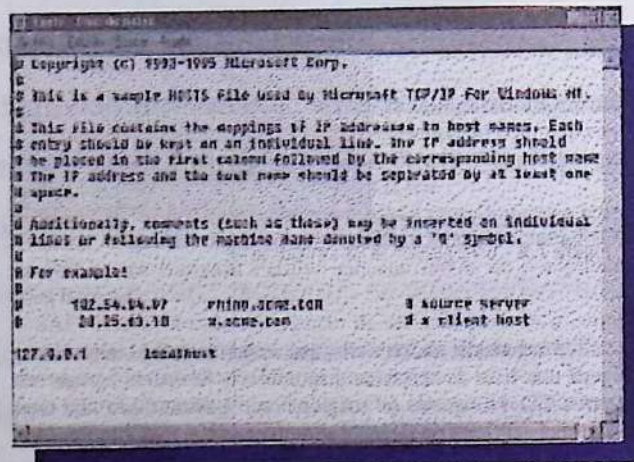 # Copyright (c) 1993-1995 Microsoft Corp.
#
# This is a sample HOSTS file used by Microsoft TCP/IP for Windows NT.
#
# This file contains the mappings of IP addresses to host names. Each
# entry should be kept on an individual line. The IP address should
# be placed in the first column followed by the corresponding host name
# The IP address and the host name should be separated by at least one
# space.
#
# Additionally, comments (such as these) may be inserted on individual
# lines or following the machine name denoted by a '#' symbol.
#
# For example:
#
# 102.54.94.97 rhino.acme.com # source server
# 38.25.63.10 x.acme.com # x client host
127.0.0.1 localhost